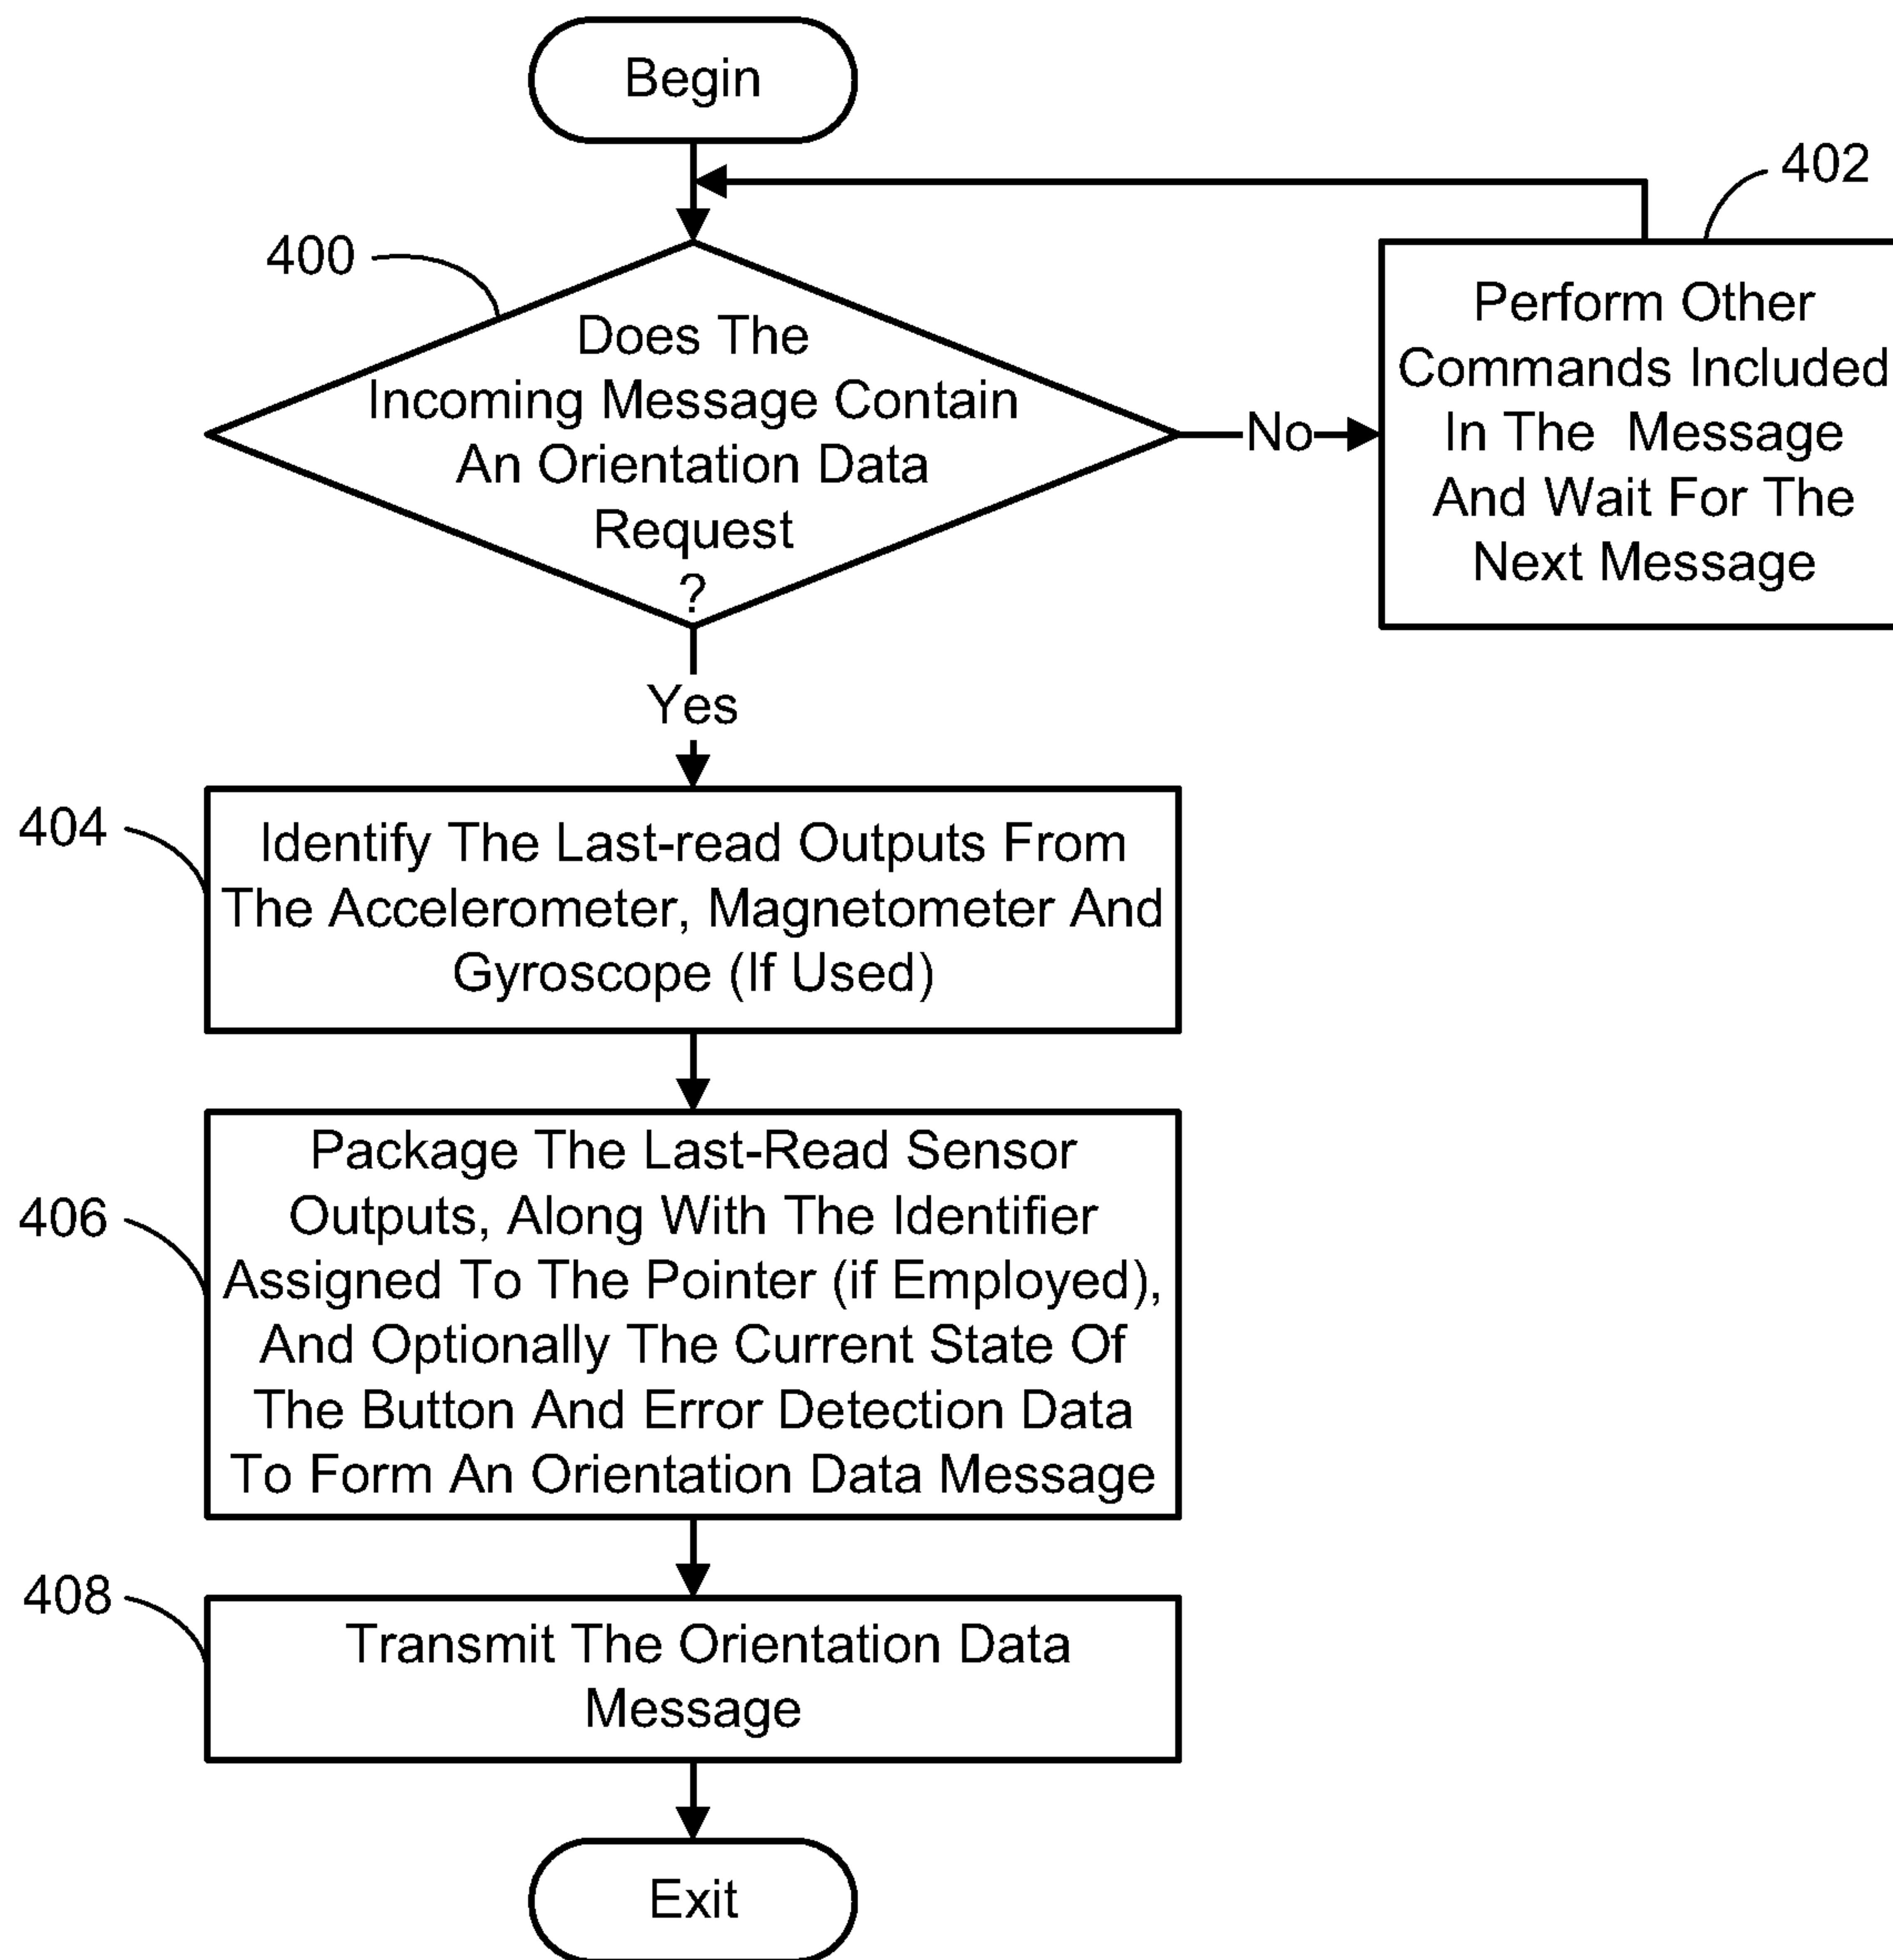 Begin
402
400
Does The
Incoming Message Contain
An Orientation Data
Request
?
No
Perform Other
Commands Included
In The Message
And Wait For The
Next Message
Yes
404
Identify The Last-read Outputs From
The Accelerometer, Magnetometer And
Gyroscope (If Used)
406
Package The Last-Read Sensor
Outputs, Along With The Identifier
Assigned To The Pointer (if Employed),
And Optionally The Current State Of
The Button And Error Detection Data
To Form An Orientation Data Message
408
Transmit The Orientation Data
Message
Exit